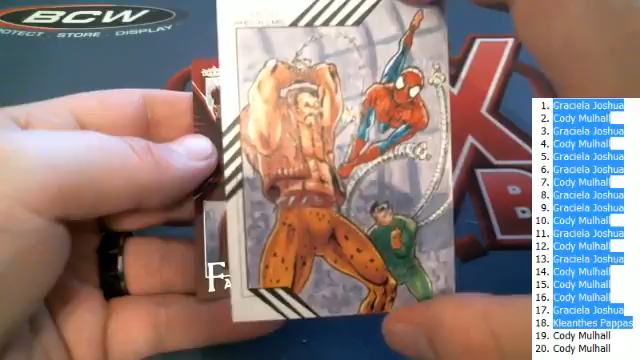 BCW
PROTECT. STORE. DISPLAY.
1. Graciela Joshua
2. Cody Mulhall
3. Graciela Joshua
4. Cody Mulhall
5. Graciela Joshua
6. Graciela Joshua
7. Cody Mulhall
8. Graciela Joshua
9. Graciela Joshua
10. Cody Mulhall
11. Graciela Joshua
12. Cody Mulhall
13. Graciela Joshua
14. Cody Mulhall
15. Cody Mulhall
16. Cody Mulhall
17. Graciela Joshua
18. Kleanthes Pappas
19. Cody Mulhall
20. Cody Mulhall